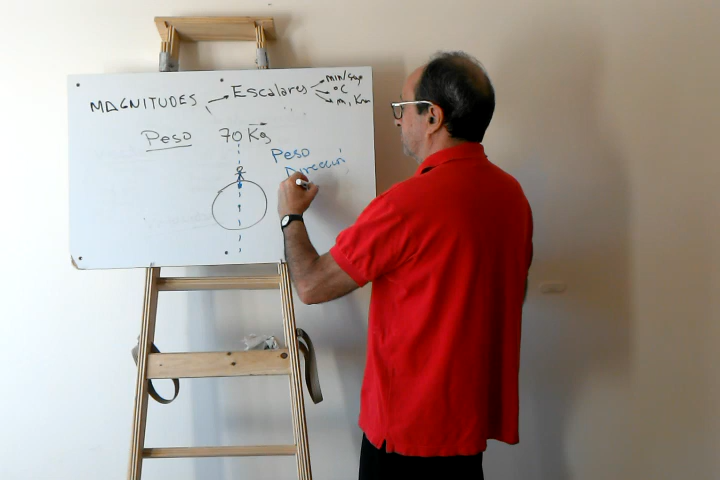 MAGNITUDES → Escalares → min/seg
→ °C
→ m, Km
Peso 70 Kg
Peso
Dirección